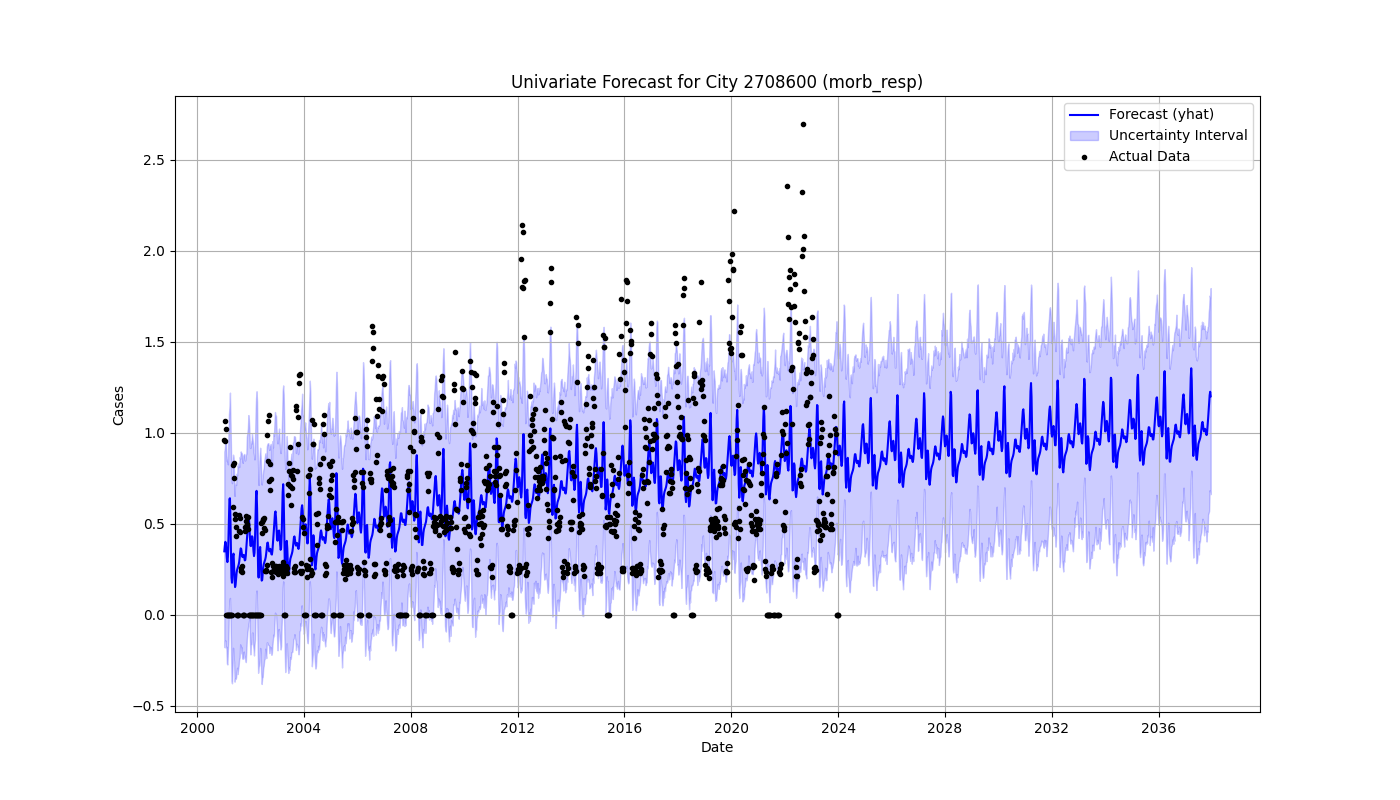 Univariate Forecast for City 2708600 (morb_resp)
Forecast (yhat)
Uncertainty Interval
Actual Data
2.5
2.0
1.5
1.0
0.5
0.0
−0.5
Cases
2000 2004 2008 2012 2016 2020 2024 2028 2032 2036
Date